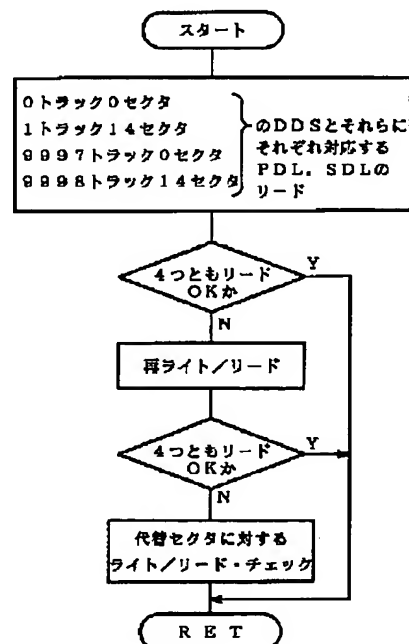 スタート
0トラック0セクタ
1トラック14セクタ
9997トラック0セクタ
9998トラック14セクタ
のDDSとそれらに
それぞれ対応する
PDL．SDLの
リード
4つともリード
OKか
Y
N
再ライト／リード
4つともリード
OKか
Y
N
代替セクタに対する
ライト／リード・チェック
RET